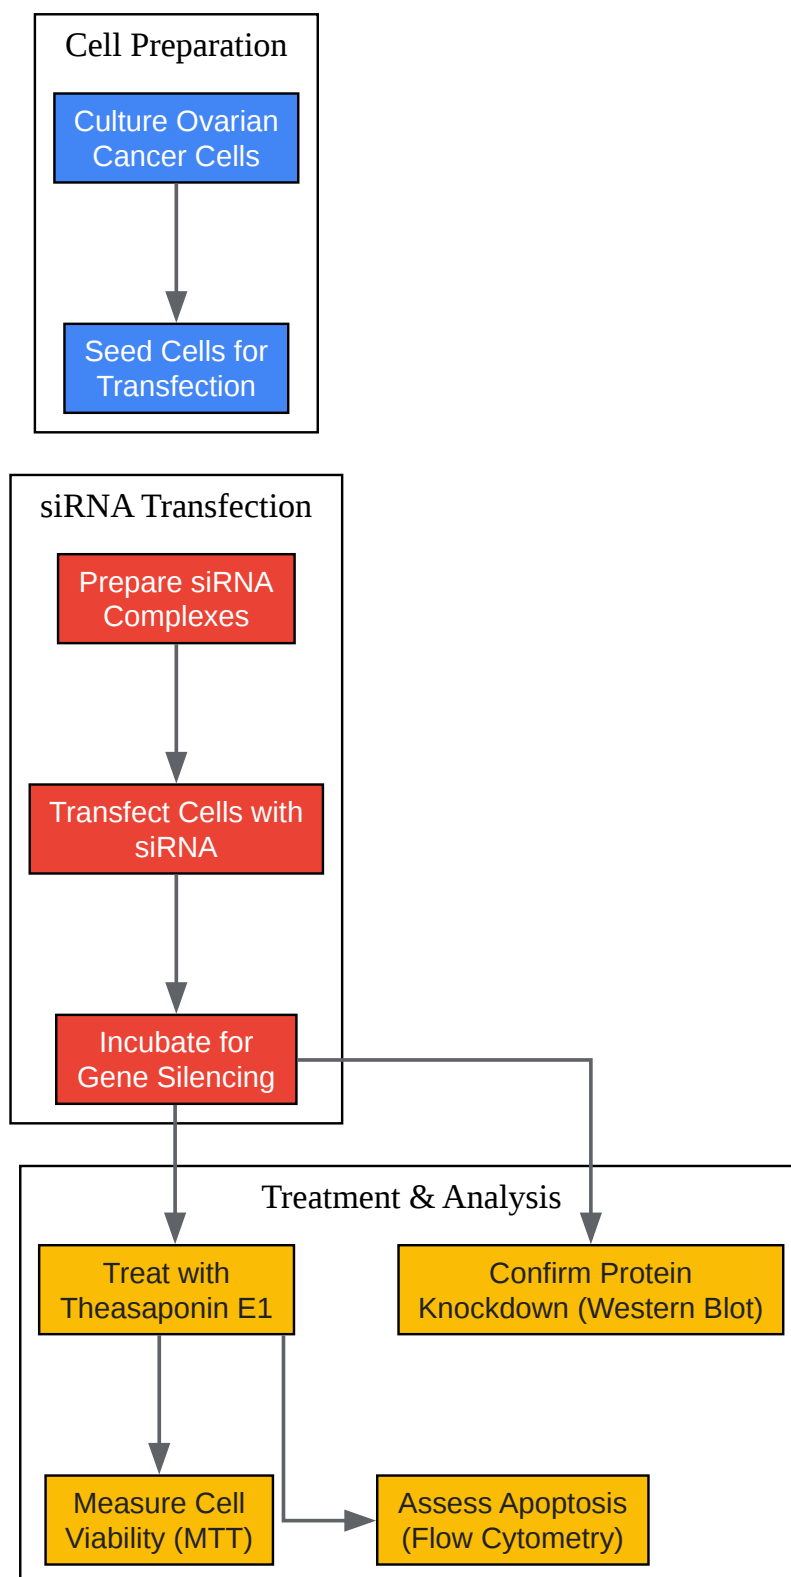 Cell Preparation
Culture Ovarian
Cancer Cells
Seed Cells for
Transfection
siRNA Transfection
Prepare siRNA
Complexes
Transfect Cells with
siRNA
Incubate for
Gene Silencing
Treatment & Analysis
Treat with
Theasaponin E1
Confirm Protein
Knockdown (Western Blot)
Measure Cell
Viability (MTT)
Assess Apoptosis
(Flow Cytometry)